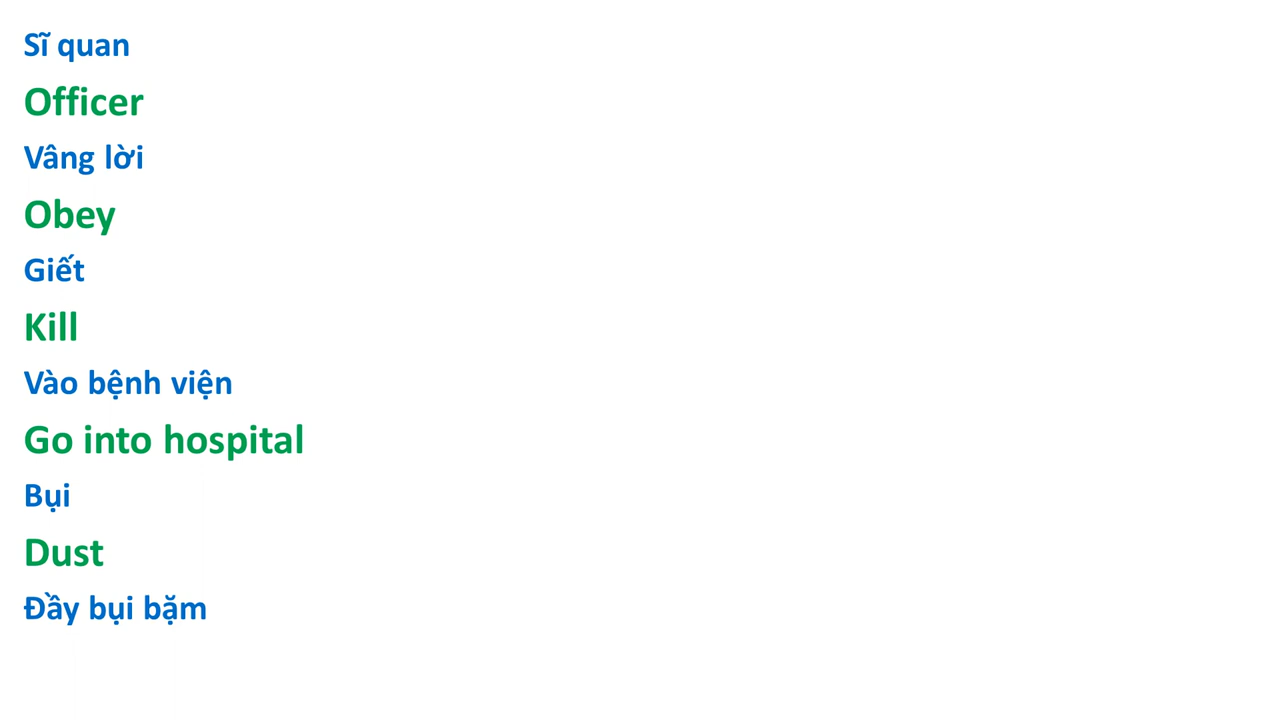 Sĩ quan
Officer
Vâng lời
Obey
Giết
Kill
Vào bệnh viện
Go into hospital
Bụi
Dust
Đầy bụi bặm